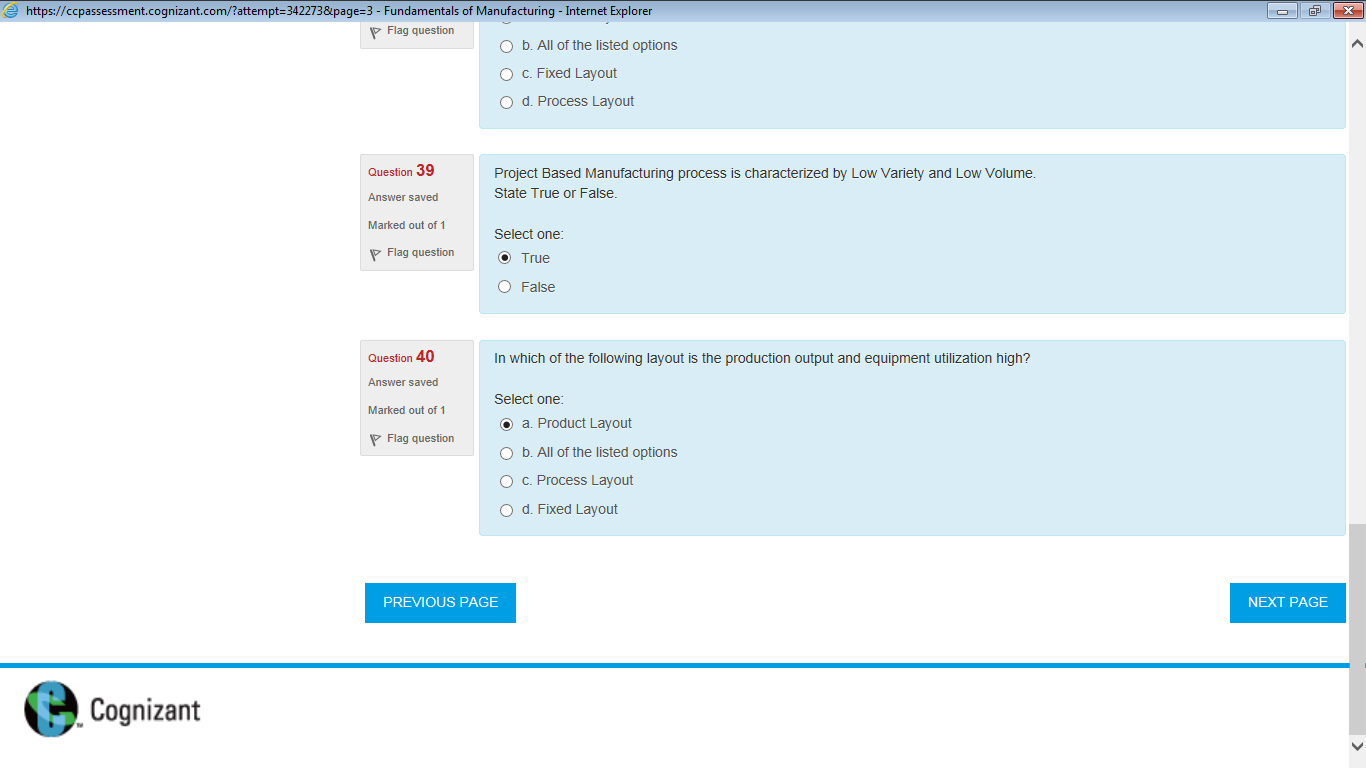 https://ccpassessment.cognizant.com/?attempt=342273&page=3 - Fundamentals of Manufacturing - Internet Explorer
Flag question
b. All of the listed options
c. Fixed Layout
d. Process Layout
Question 39
Answer saved
Marked out of 1
Flag question
Project Based Manufacturing process is characterized by Low Variety and Low Volume.
State True or False.
Select one:
True
False
Question 40
Answer saved
Marked out of 1
Flag question
In which of the following layout is the production output and equipment utilization high?
Select one:
a. Product Layout
b. All of the listed options
c. Process Layout
d. Fixed Layout
PREVIOUS PAGE
NEXT PAGE
Cognizant